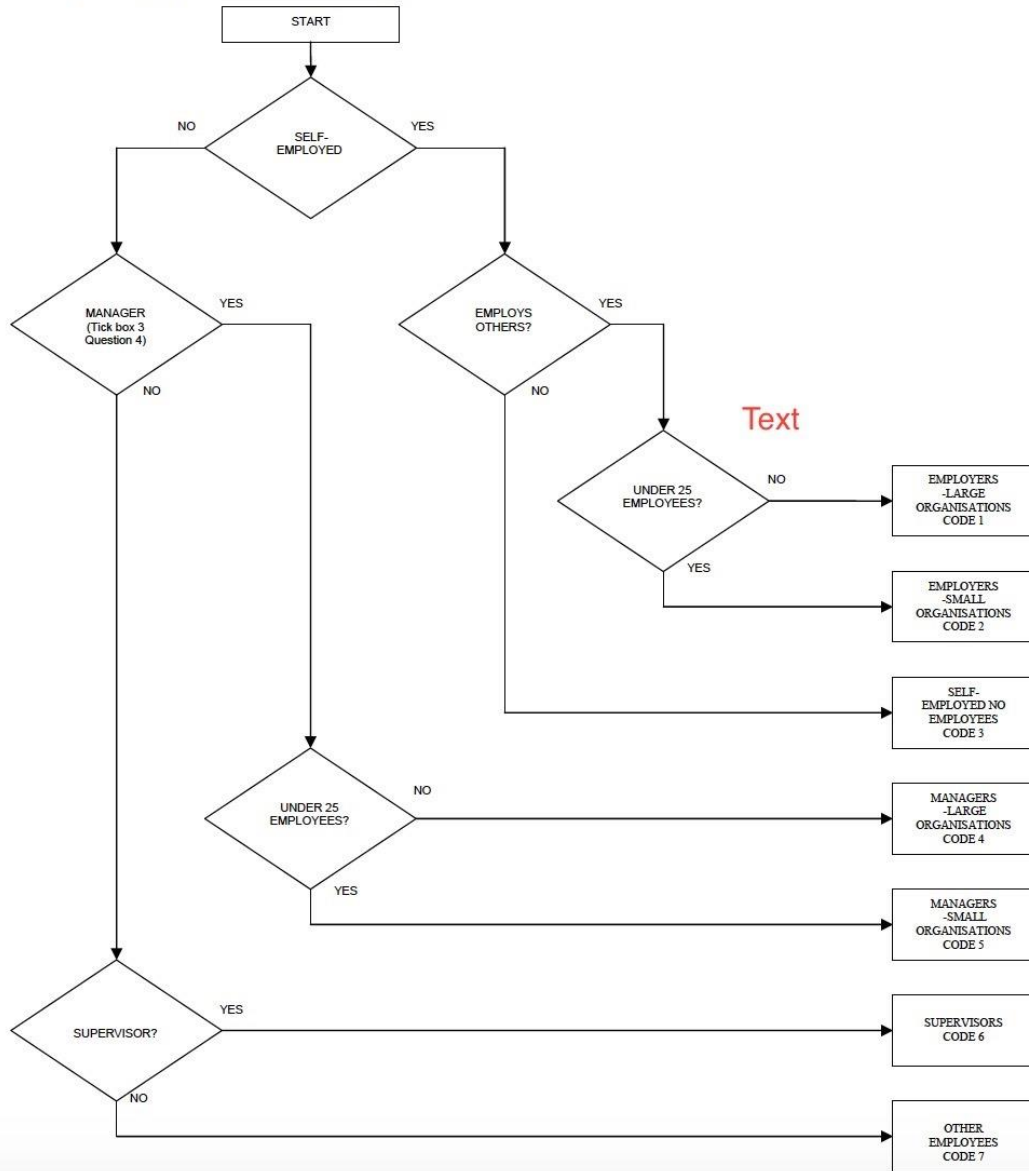 START
NO
YES
SELF-
EMPLOYED
MANAGER
(Tick box 3
Question 4)
YES
NO
EMPLOYS
OTHERS?
YES
NO
Text
UNDER 25
EMPLOYEES?
NO
YES
EMPLOYERS
-LARGE
ORGANISATIONS
CODE 1
EMPLOYERS
-SMALL
ORGANISATIONS
CODE 2
SELF-
EMPLOYED NO
EMPLOYEES
CODE 3
UNDER 25
EMPLOYEES?
NO
YES
MANAGERS
-LARGE
ORGANISATIONS
CODE 4
MANAGERS
-SMALL
ORGANISATIONS
CODE 5
SUPERVISOR?
YES
NO
SUPERVISORS
CODE 6
OTHER
EMPLOYEES
CODE 7